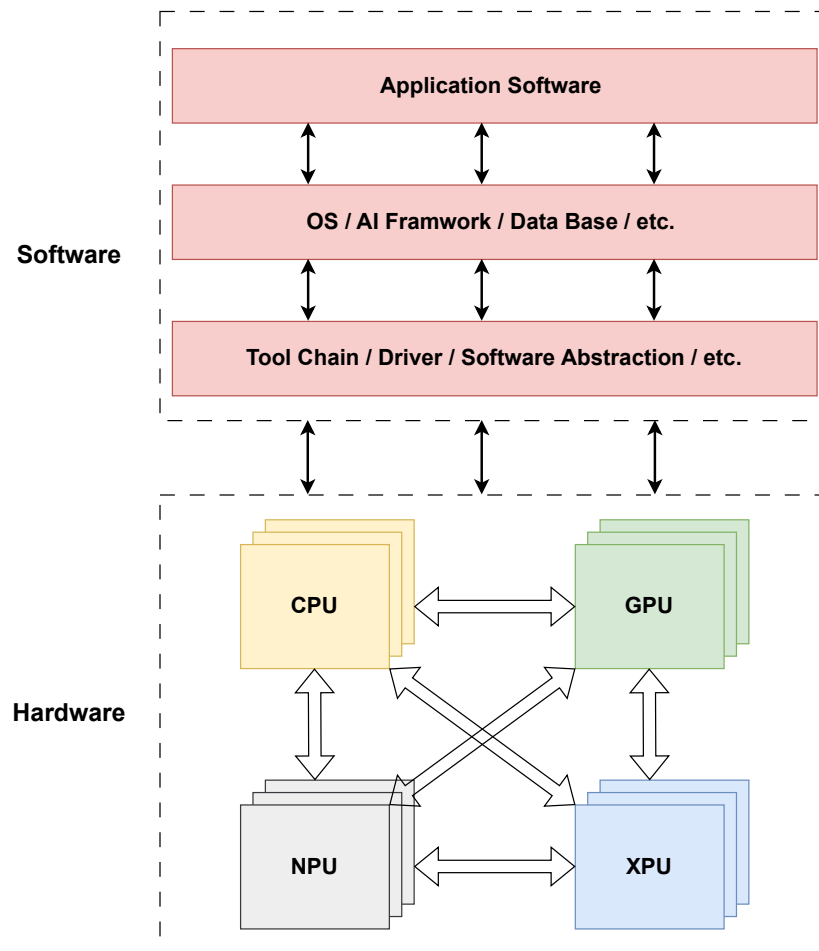 Application Software
OS / AI Framwork / Data Base / etc.
Software
Tool Chain / Driver / Software Abstraction / etc.
CPU
GPU
Hardware
NPU
XPU